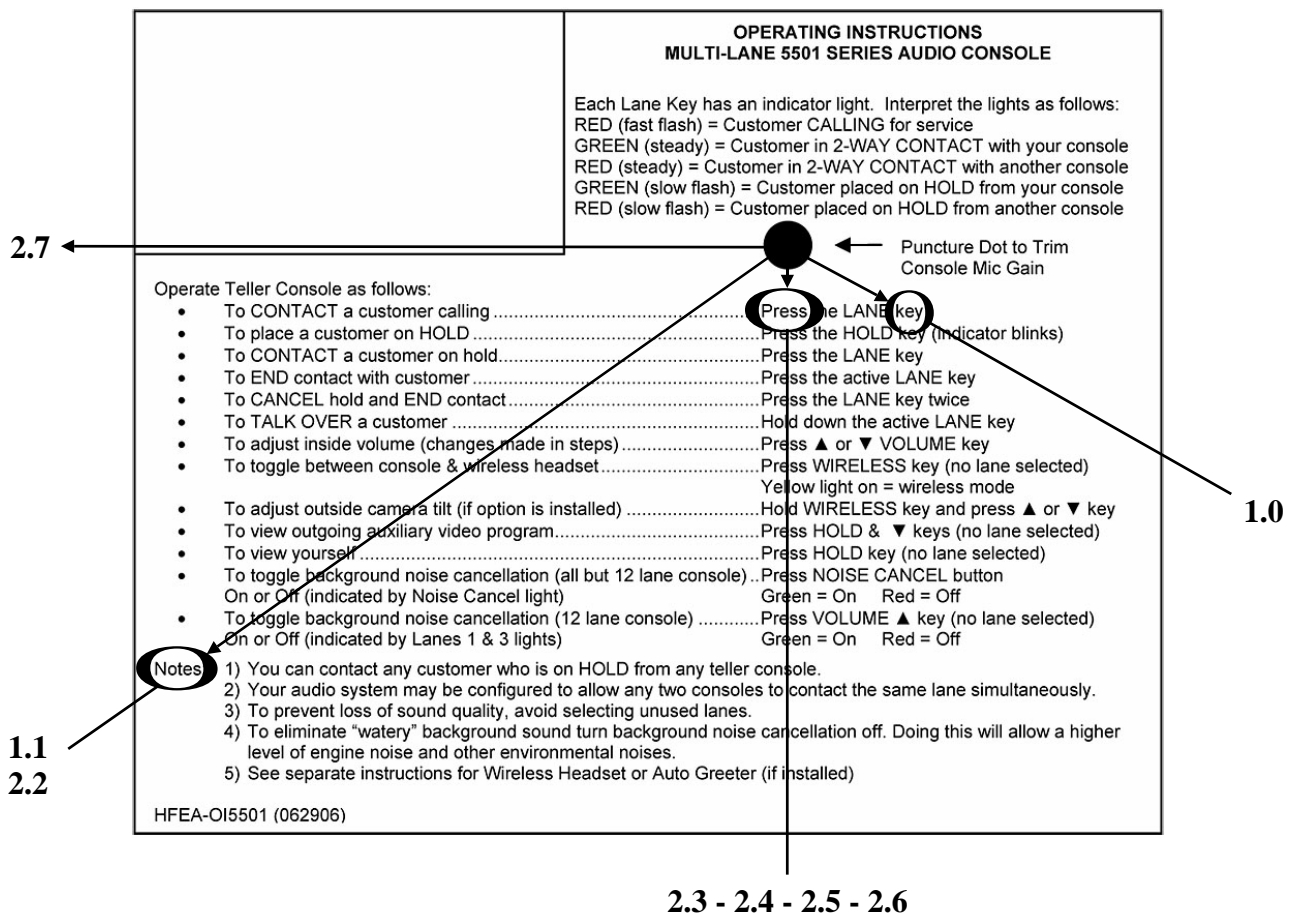 OPERATING INSTRUCTIONS
MULTI-LANE 5501 SERIES AUDIO CONSOLE
Each Lane Key has an indicator light. Interpret the lights as follows:
RED (fast flash) = Customer CALLING for service
GREEN (steady) = Customer in 2-WAY CONTACT with your console
RED (steady) = Customer in 2-WAY CONTACT with another console
GREEN (slow flash) = Customer placed on HOLD from your console
RED (slow flash) = Customer placed on HOLD from another console
2.7
Puncture Dot to Trim
Console Mic Gain
Operate Teller Console as follows:
• To CONTACT a customer calling ............ Press the LANE key
• To place a customer on HOLD ............ Press the HOLD key (indicator blinks)
• To CONTACT a customer on hold ............ Press the LANE key
• To END contact with customer ............ Press the active LANE key
• To CANCEL hold and END contact ............ Press the LANE key twice
• To TALK OVER a customer ............ Hold down the active LANE key
• To adjust inside volume (changes made in steps) ............ Press ▲ or ▼ VOLUME key
• To toggle between console & wireless headset ............ Press WIRELESS key (no lane selected)
Yellow light on = wireless mode
• To adjust outside camera tilt (if option is installed) ............ Hold WIRELESS key and press ▲ or ▼ key
• To view outgoing auxiliary video program ............ Press HOLD & ▼ keys (no lane selected)
• To view yourself ............ Press HOLD key (no lane selected)
• To toggle background noise cancellation (all but 12 lane console) .. Press NOISE CANCEL button
On or Off (indicated by Noise Cancel light) Green = On Red = Off
• To toggle background noise cancellation (12 lane console) ............ Press VOLUME ▲ key (no lane selected)
On or Off (indicated by Lanes 1 & 3 lights) Green = On Red = Off
1.0
Notes 1) You can contact any customer who is on HOLD from any teller console.
2) Your audio system may be configured to allow any two consoles to contact the same lane simultaneously.
3) To prevent loss of sound quality, avoid selecting unused lanes.
4) To eliminate “watery” background sound turn background noise cancellation off. Doing this will allow a higher
level of engine noise and other environmental noises.
5) See separate instructions for Wireless Headset or Auto Greeter (if installed)
1.1
2.2
HFEA-OI5501 (062906)
2.3 - 2.4 - 2.5 - 2.6